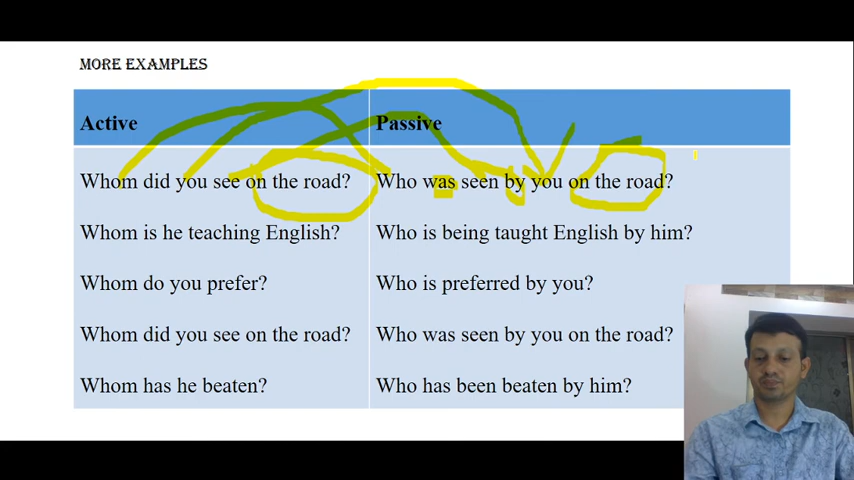 MORE EXAMPLES
Active Passive
Whom did you see on the road? Who was seen by you on the road?
Whom is he teaching English? Who is being taught English by him?
Whom do you prefer? Who is preferred by you?
Whom did you see on the road? Who was seen by you on the road?
Whom has he beaten? Who has been beaten by him?